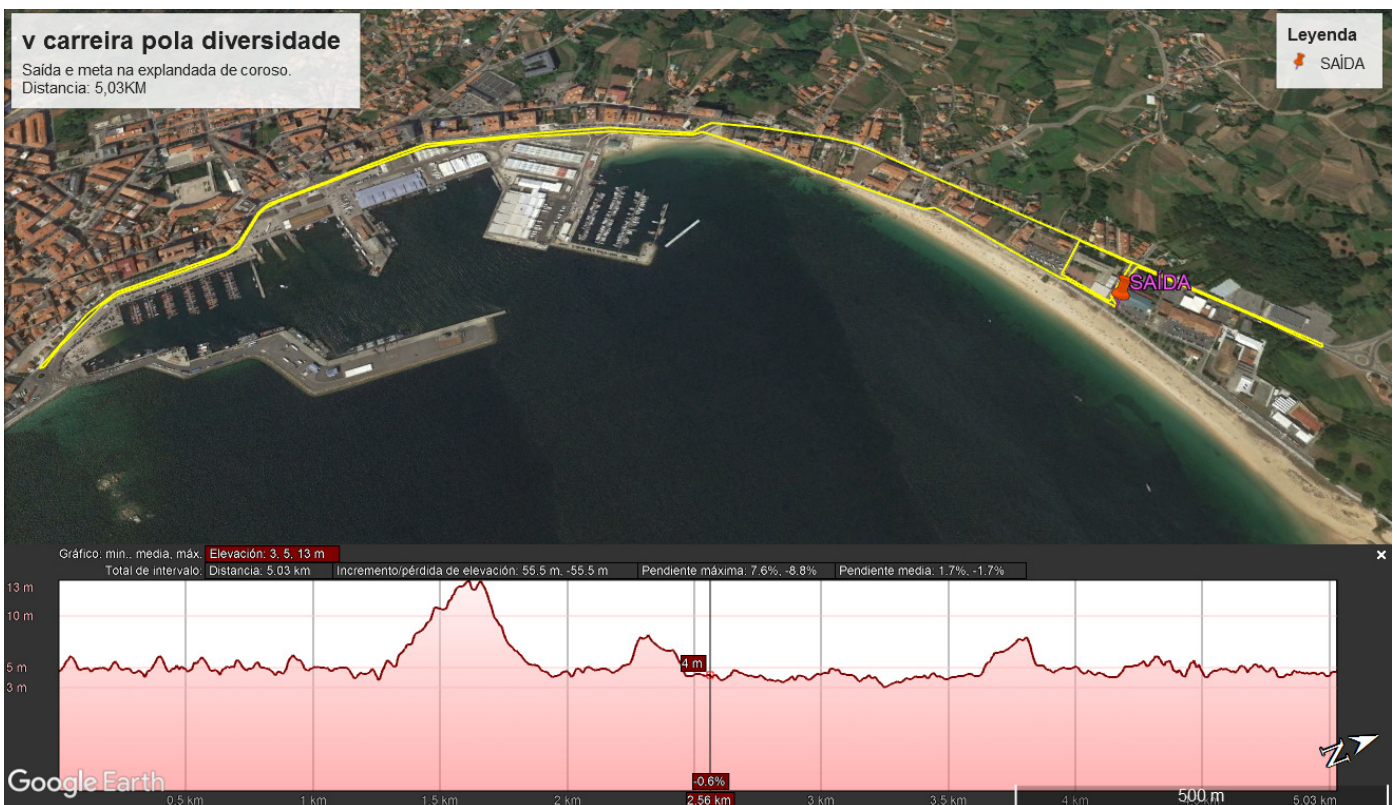 v carreira pola diversidade
Saída e meta na explandada de coroso.
Distancia: 5,03KM
Leyenda
SAÍDA
SAÍDA
Gráfico: min., media, máx. Elevación: 3, 5, 13 m
Total de intervalo: Distancia: 5.03 km Incremento/pérdida de elevación: 55.5 m, -55.5 m Pendiente máxima: 7.6%, -8.8% Pendiente media: 1.7%, -1.7%
13 m
10 m
5 m
3 m
4 m
N
Google Earth
-0.6%
0.5 km 1 km 1.5 km 2 km 2,56 km 3 km 3.5 km 4 km 500 m 5.03 km